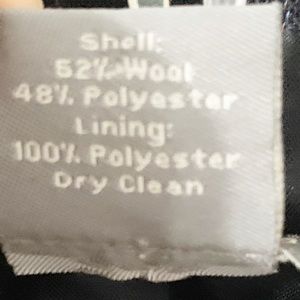 Shell:
52% Wool
48% Polyester
Lining:
100% Polyester
Dry Clean